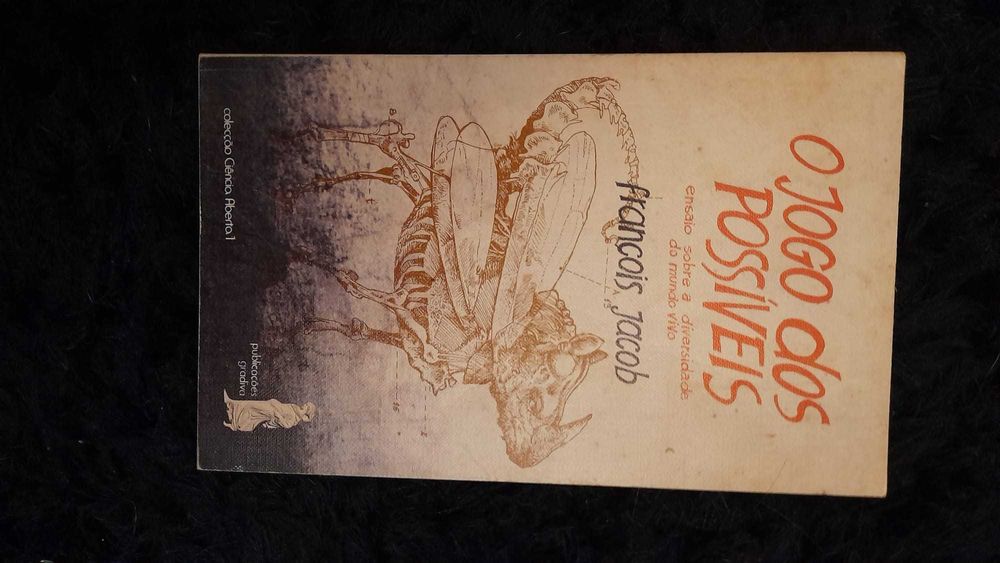 O JOGO dOS
POSSÍVEIS
ensaio sobre a diversidade
do mundo vivo
françois jacob
publicações
gradiva
colecção Ciência Aberta 1